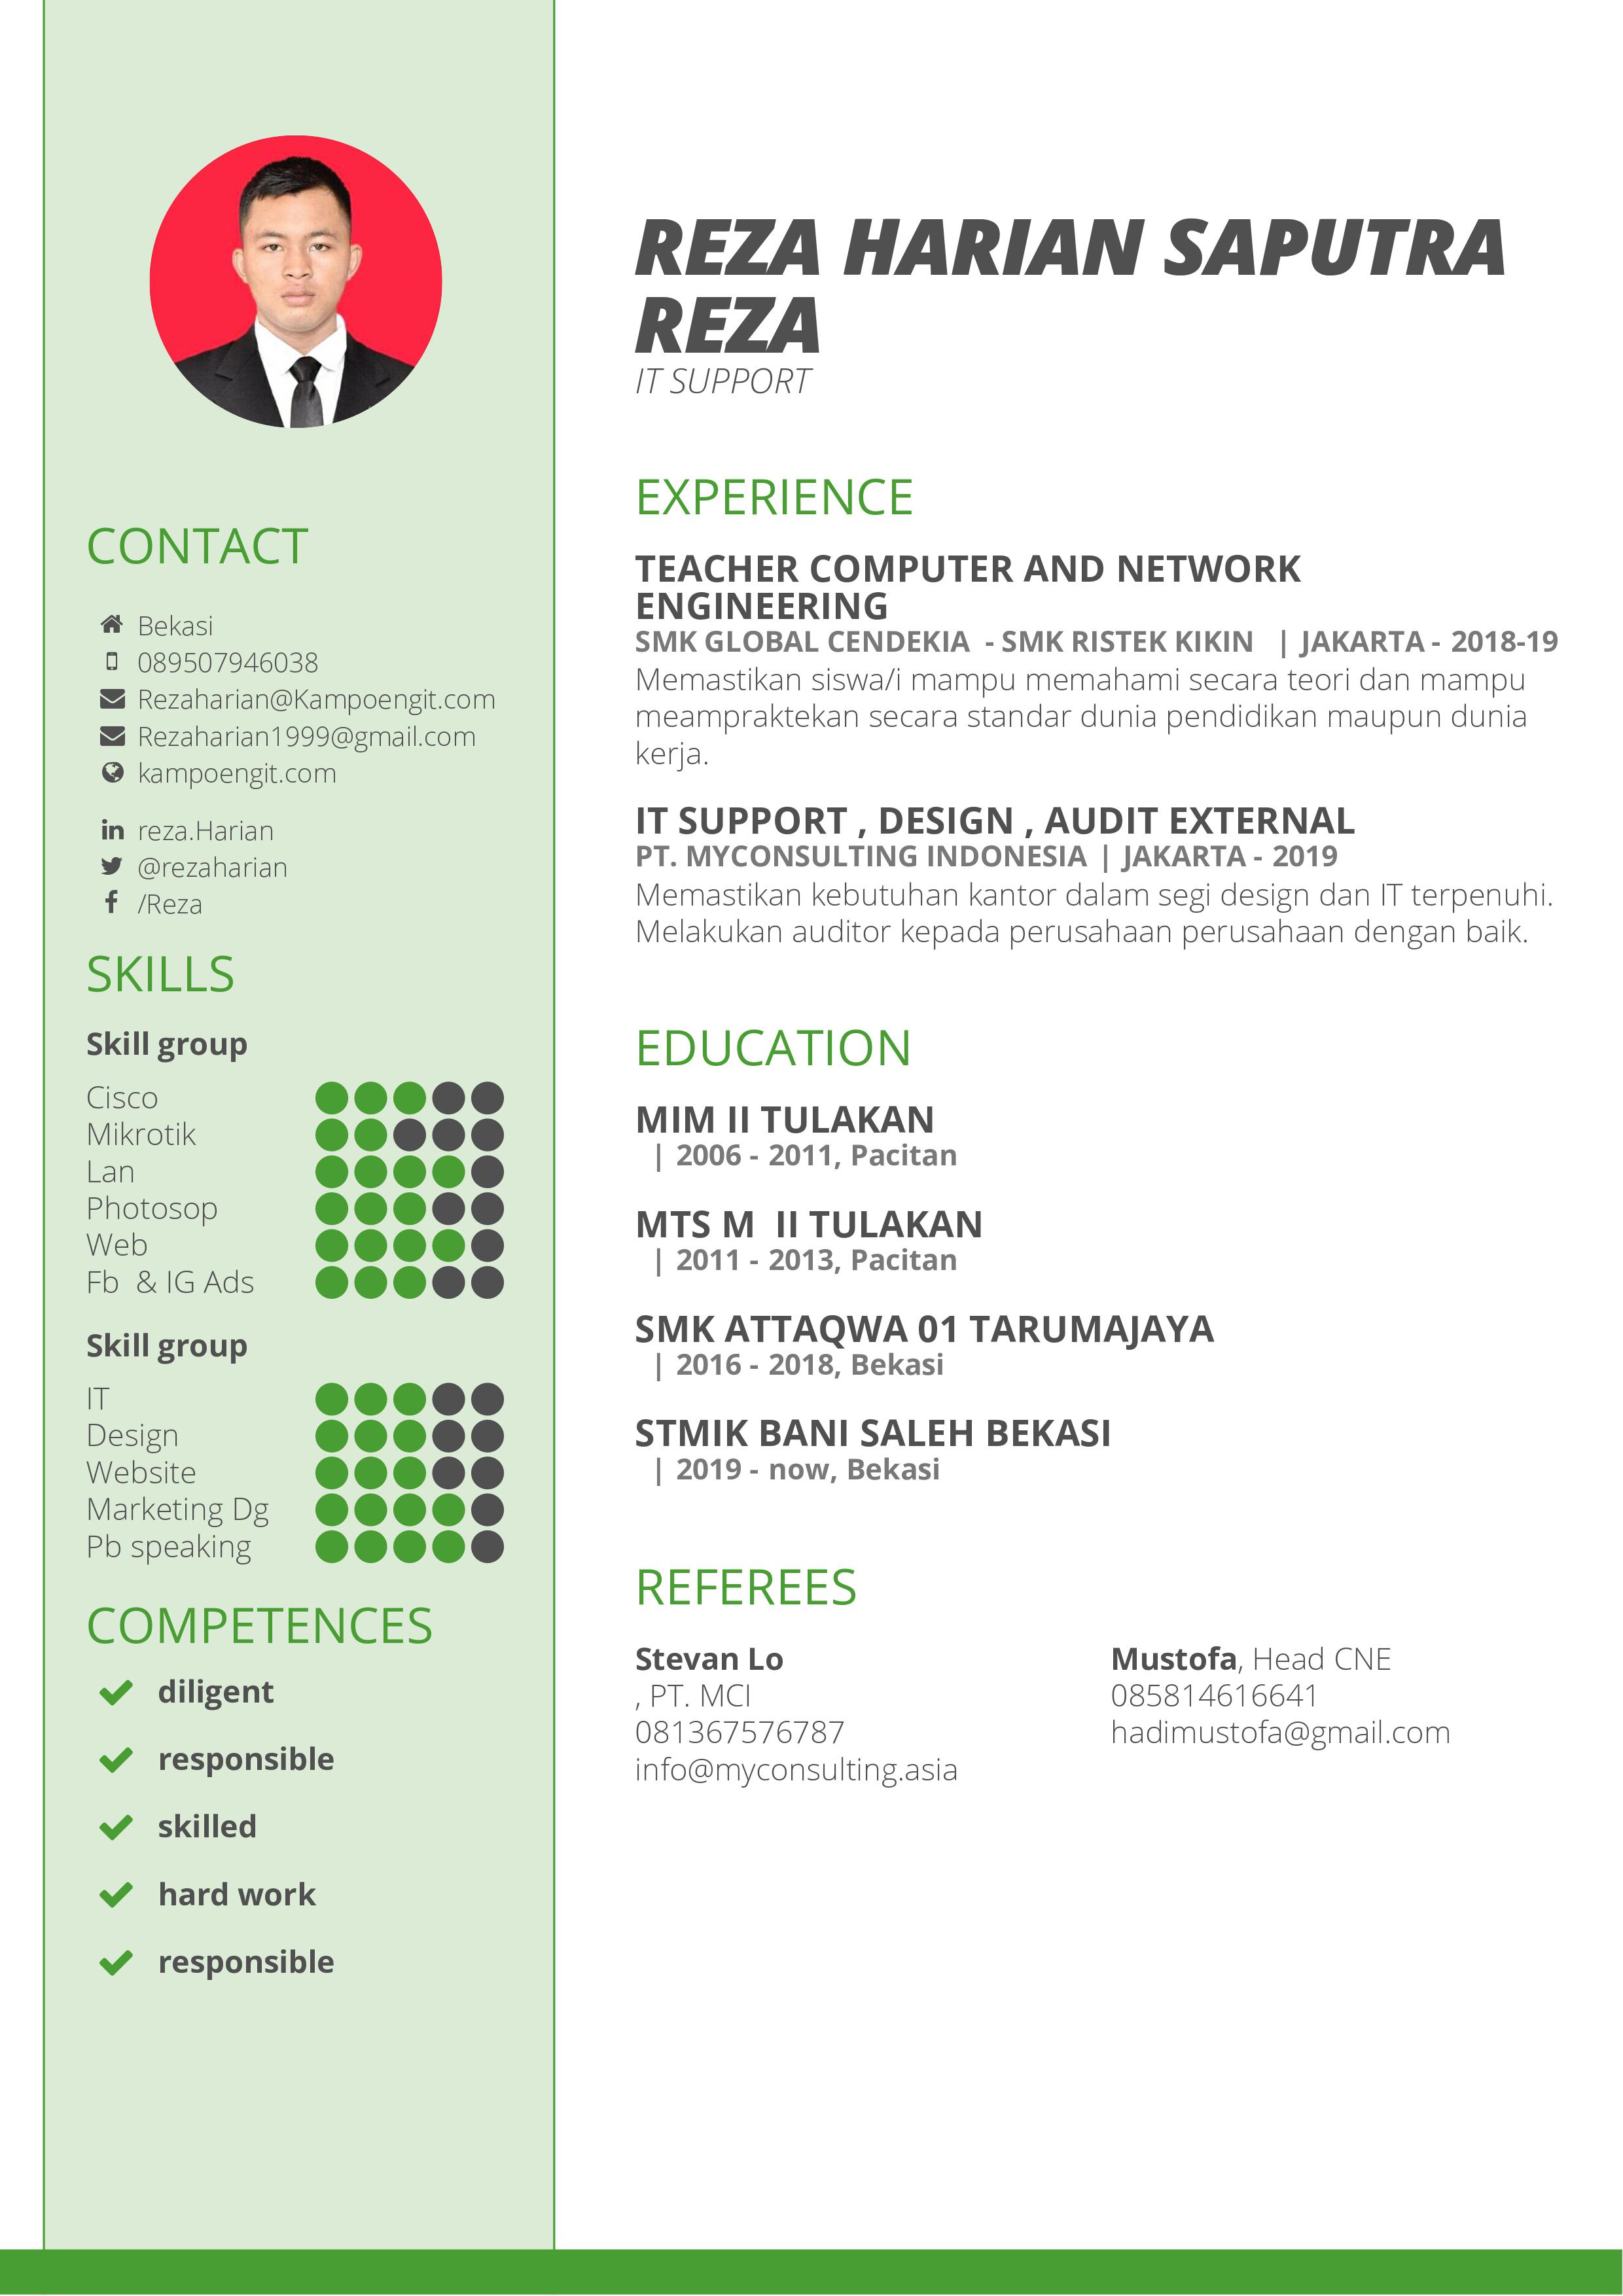 CONTACT
Bekasi
089507946038
Rezaharian@Kampoengit.com
Rezaharian1999@gmail.com
kampoengit.com
reza.Harian
@rezaharian
/Reza
SKILLS
Skill group
Cisco
Mikrotik
Lan
Photosop
Web
Fb & IG Ads
Skill group
IT
Design
Website
Marketing Dg
Pb speaking
COMPETENCES
diligent
responsible
skilled
hard work
responsible
REZA HARIAN SAPUTRA
REZA
IT SUPPORT
EXPERIENCE
TEACHER COMPUTER AND NETWORK
ENGINEERING
SMK GLOBAL CENDEKIA - SMK RISTEK KIKIN | JAKARTA - 2018-19
Memastikan siswa/i mampu memahami secara teori dan mampu
meampraktekan secara standar dunia pendidikan maupun dunia
kerja.
IT SUPPORT , DESIGN , AUDIT EXTERNAL
PT. MYCONSULTING INDONESIA | JAKARTA - 2019
Memastikan kebutuhan kantor dalam segi design dan IT terpenuhi.
Melakukan auditor kepada perusahaan perusahaan dengan baik.
EDUCATION
MIM II TULAKAN
| 2006 - 2011, Pacitan
MTS M II TULAKAN
| 2011 - 2013, Pacitan
SMK ATTAQWA 01 TARUMAJAYA
| 2016 - 2018, Bekasi
STMIK BANI SALEH BEKASI
| 2019 - now, Bekasi
REFEREES
Stevan Lo
, PT. MCI
081367576787
info@myconsulting.asia
Mustofa, Head CNE
085814616641
hadimustofa@gmail.com